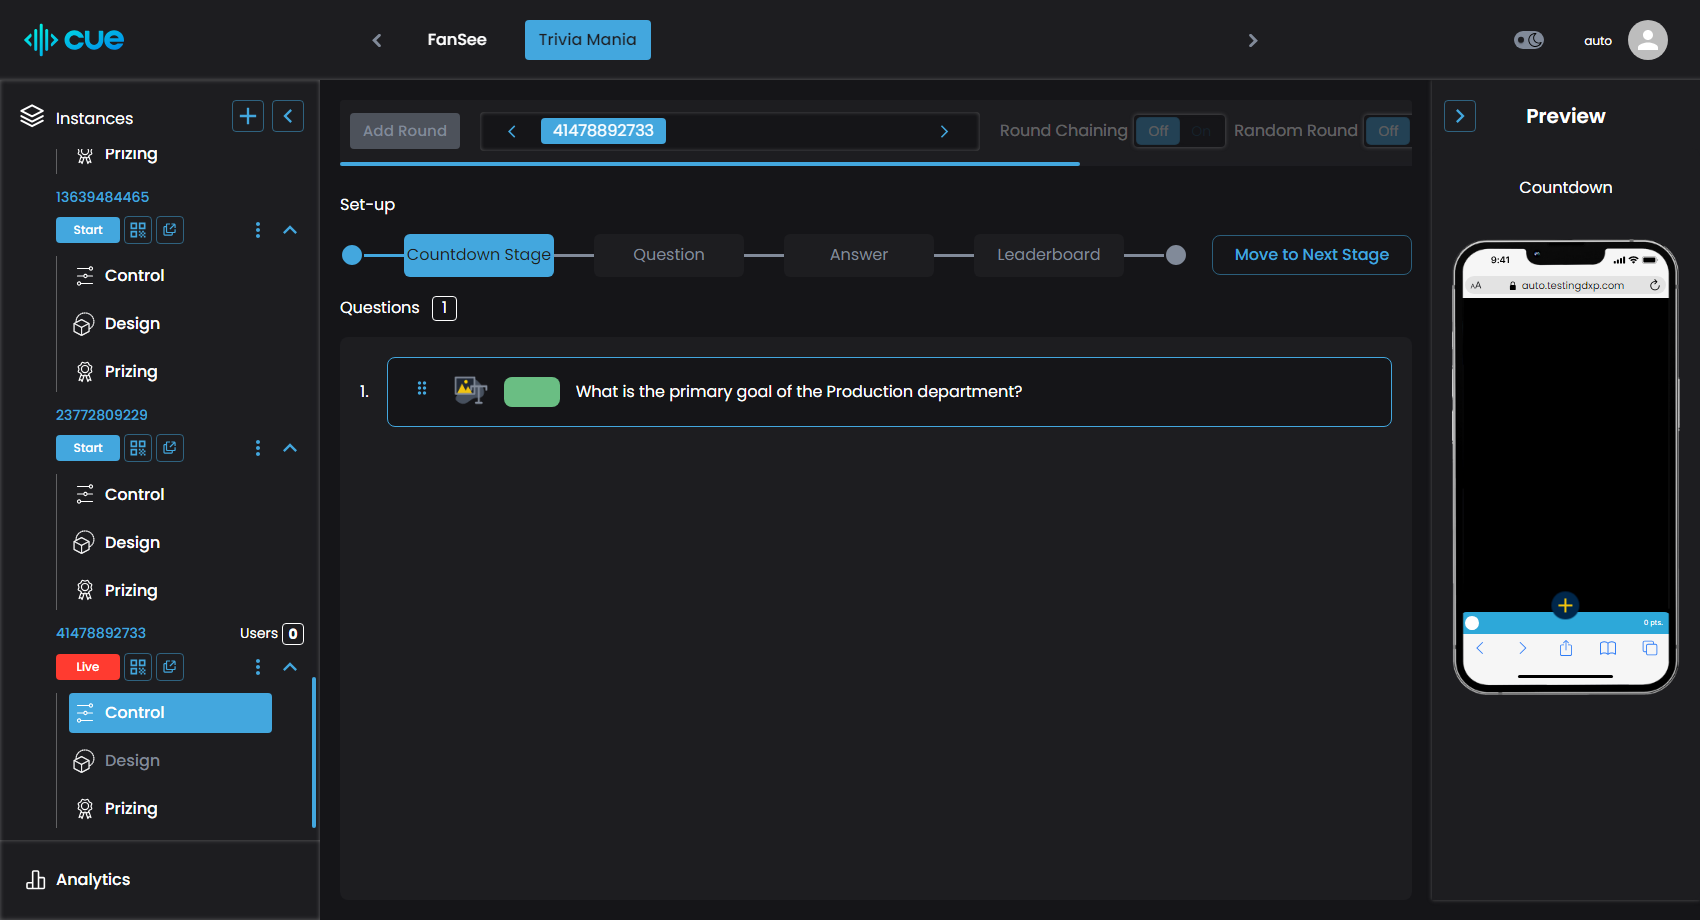 cue
FanSee
Trivia Mania
auto
Instances
Prizing
13639484465
Start
Control
Design
Prizing
23772809229
Start
Control
Design
Prizing
41478892733
Users 0
Live
Control
Design
Prizing
Analytics
Add Round
41478892733
Round Chaining
Off
On
Random Round
Off
Set-up
Countdown Stage
Question
Answer
Leaderboard
Move to Next Stage
Questions 1
1.
What is the primary goal of the Production department?
Preview
Countdown
9:41
AA
auto.testingdxp.com
0 pts.